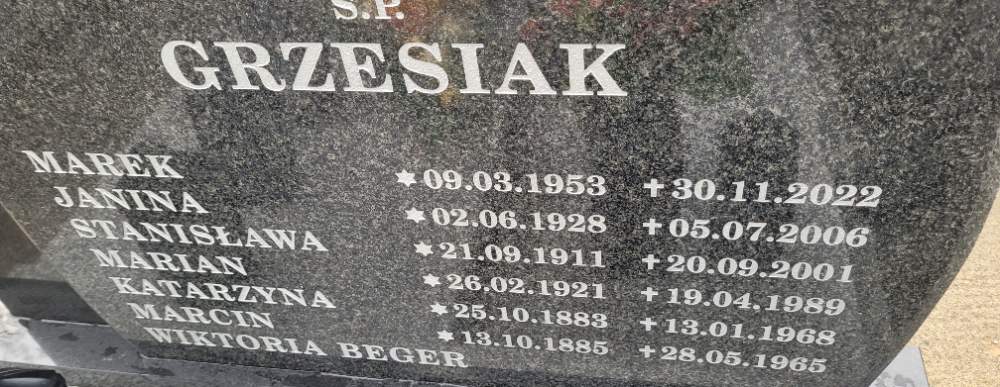 Ś.P.
GRZESIAK
MAREK ✶09.03.1953 ✝30.11.2022
JANINA ✶02.06.1928 ✝05.07.2006
STANISŁAWA ✶21.09.1911 ✝20.09.2001
MARIAN ✶26.02.1921 ✝19.04.1989
KATARZYNA ✶25.10.1883 ✝13.01.1968
MARCIN ✶13.10.1885 ✝28.05.1965
WIKTORIA BEGER